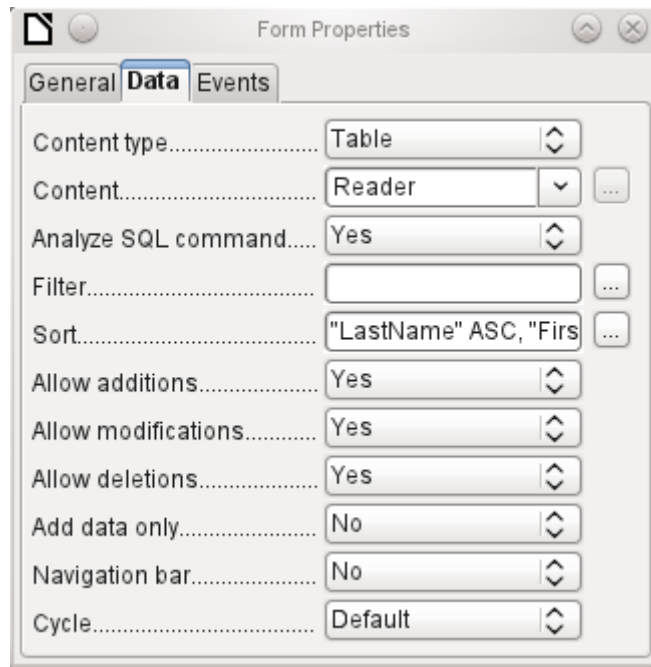 Form Properties
General Data Events
Content type........................ Table
Content................................. Reader ...
Analyze SQL command..... Yes
Filter..................................... ...
Sort....................................... "LastName" ASC, "Firs ...
Allow additions................... Yes
Allow modifications............ Yes
Allow deletions................... Yes
Add data only...................... No
Navigation bar.................... No
Cycle.................................... Default